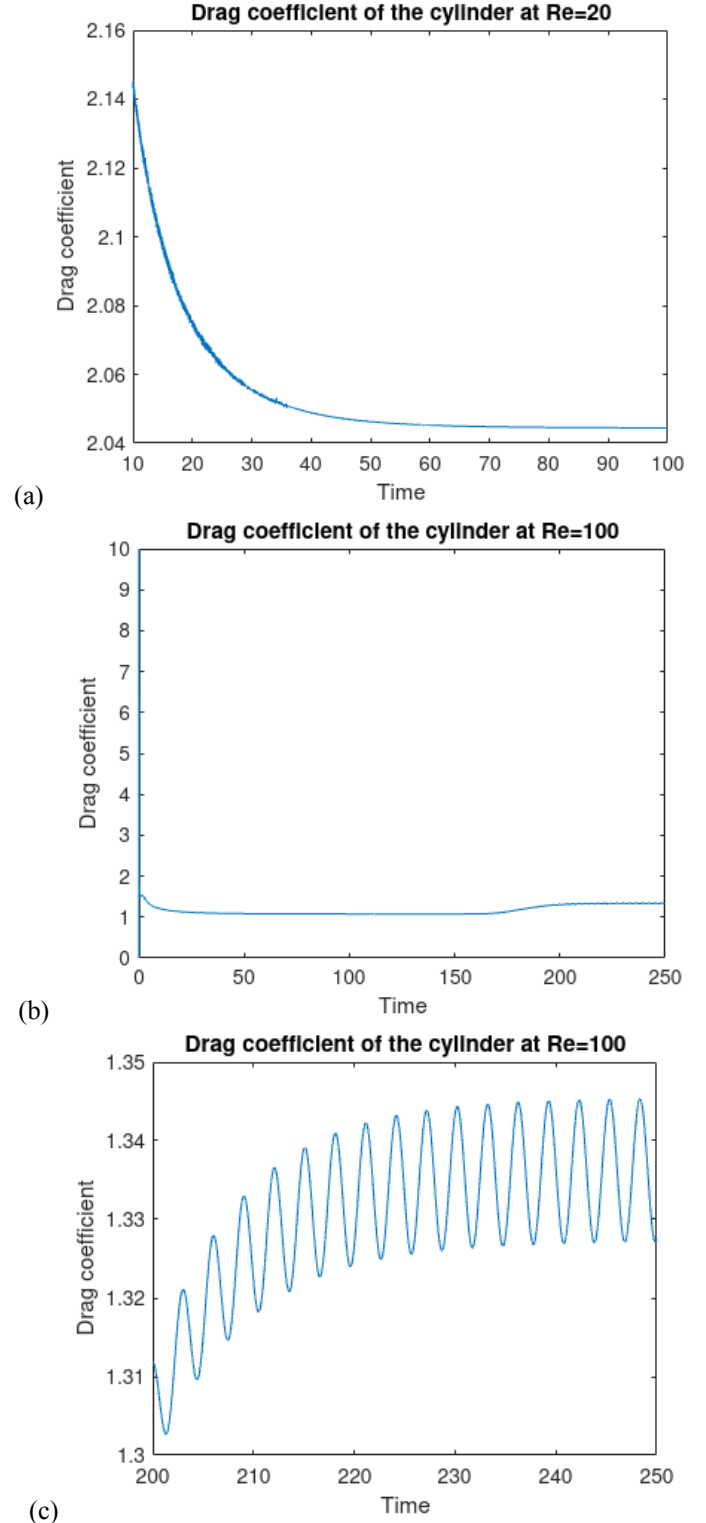 Drag coefficient of the cylinder at Re=20
2.16
2.14
2.12
2.1
2.08
2.06
2.04
Drag coefficient
10 20 30 40 50 60 70 80 90 100
Time
(a)
Drag coefficient of the cylinder at Re=100
10
9
8
7
6
5
4
3
2
1
0
Drag coefficient
0 50 100 150 200 250
Time
(b)
Drag coefficient of the cylinder at Re=100
1.35
1.34
1.33
1.32
1.31
1.3
Drag coefficient
200 210 220 230 240 250
Time
(c)